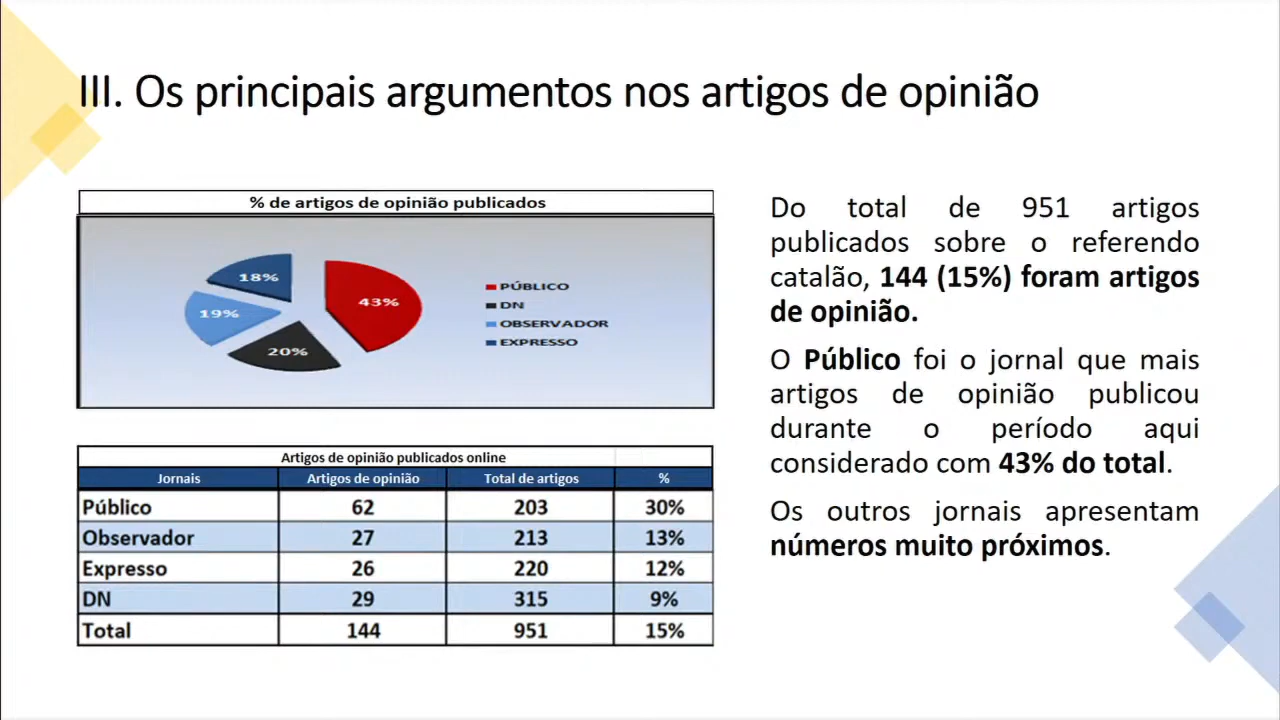 III. Os principais argumentos nos artigos de opinião
% de artigos de opinião publicados
18%
43%
19%
20%
PÚBLICO
DN
OBSERVADOR
EXPRESSO
Artigos de opinião publicados online
Jornais Artigos de opinião Total de artigos %
Público 62 203 30%
Observador 27 213 13%
Expresso 26 220 12%
DN 29 315 9%
Total 144 951 15%
Do total de 951 artigos
publicados sobre o referendo
catalão, 144 (15%) foram artigos
de opinião.
O Público foi o jornal que mais
artigos de opinião publicou
durante o período aqui
considerado com 43% do total.
Os outros jornais apresentam
números muito próximos.